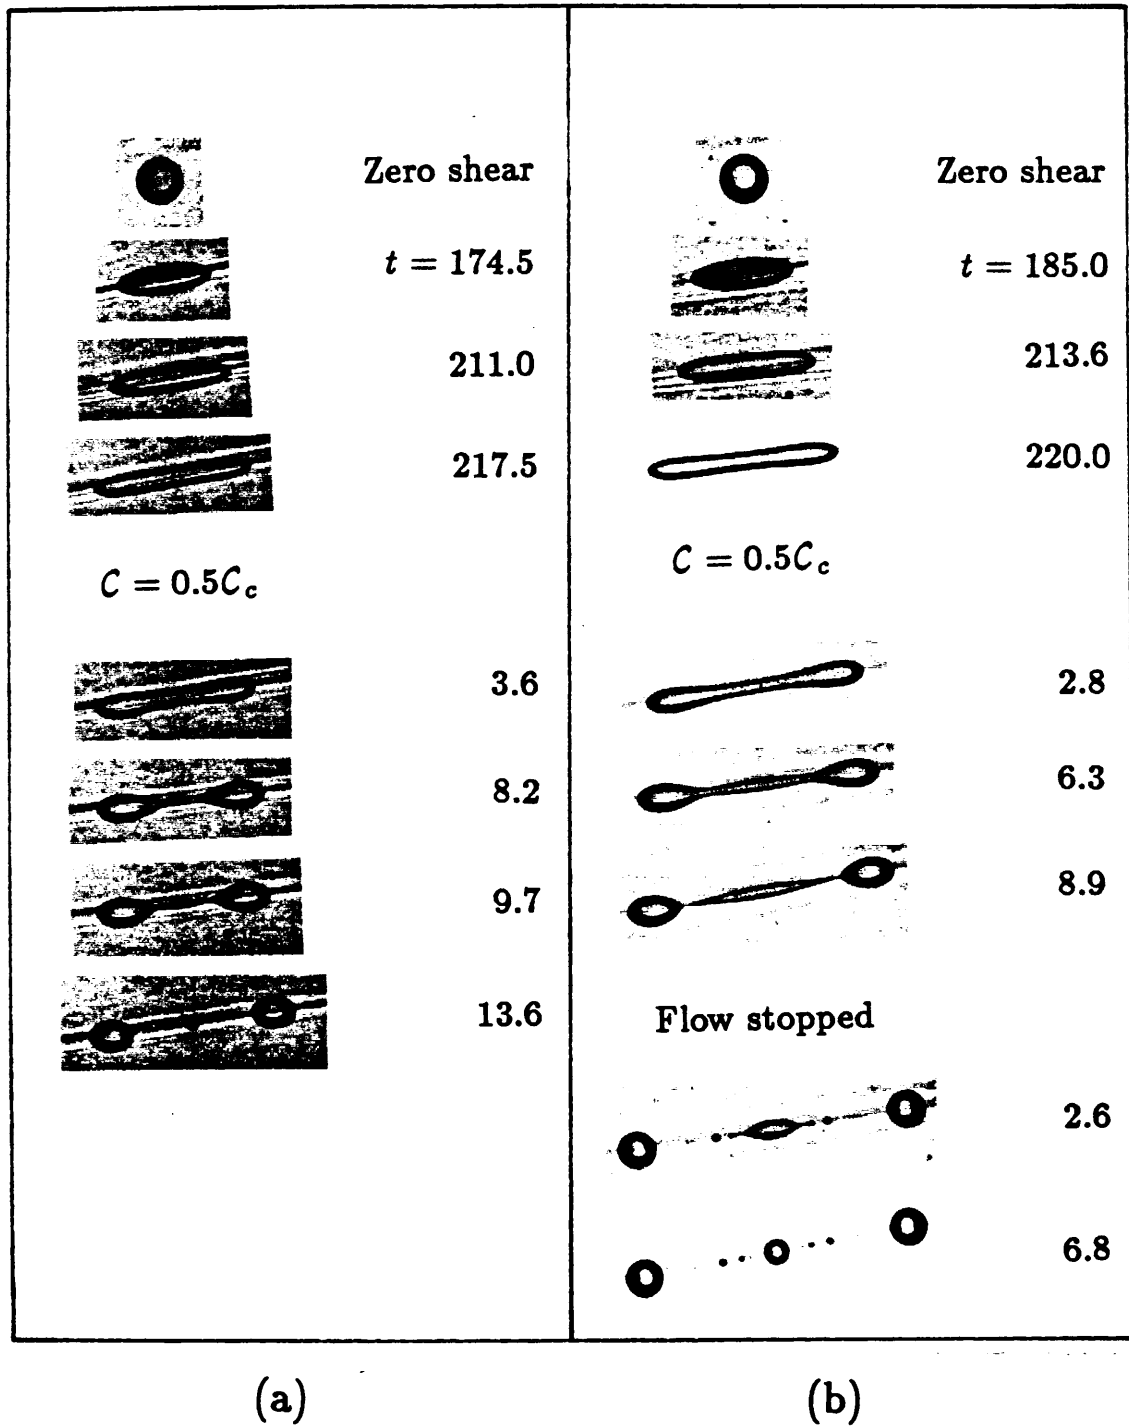 Zero shear
t = 174.5
211.0
217.5
C = 0.5C_c
3.6
8.2
9.7
13.6
(a)
Zero shear
t = 185.0
213.6
220.0
C = 0.5C_c
2.8
6.3
8.9
Flow stopped
2.6
6.8
(b)